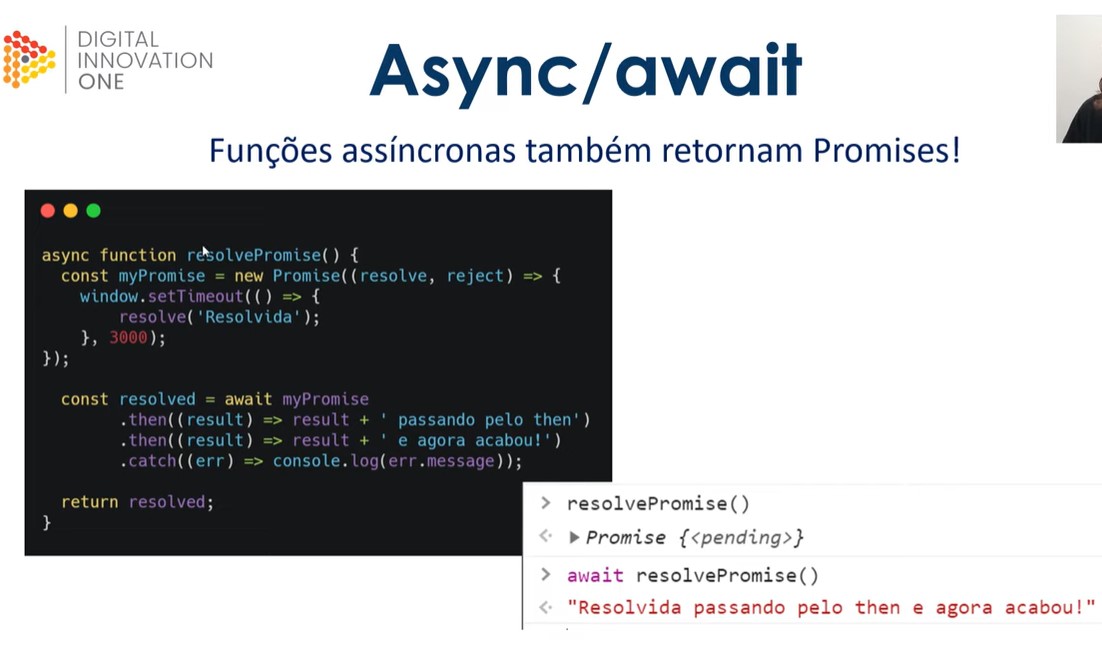 DIGITAL
INNOVATION
ONE
Async/await
Funções assíncronas também retornam Promises!
async function resolvePromise() {
  const myPromise = new Promise((resolve, reject) => {
    window.setTimeout(() => {
        resolve('Resolvida');
    }, 3000);
});
  const resolved = await myPromise
        .then((result) => result + ' passando pelo then')
        .then((result) => result + ' e agora acabou!')
        .catch((err) => console.log(err.message));
  return resolved;
}
> resolvePromise()
<· ▶ Promise {<pending>}
> await resolvePromise()
<· "Resolvida passando pelo then e agora acabou!"